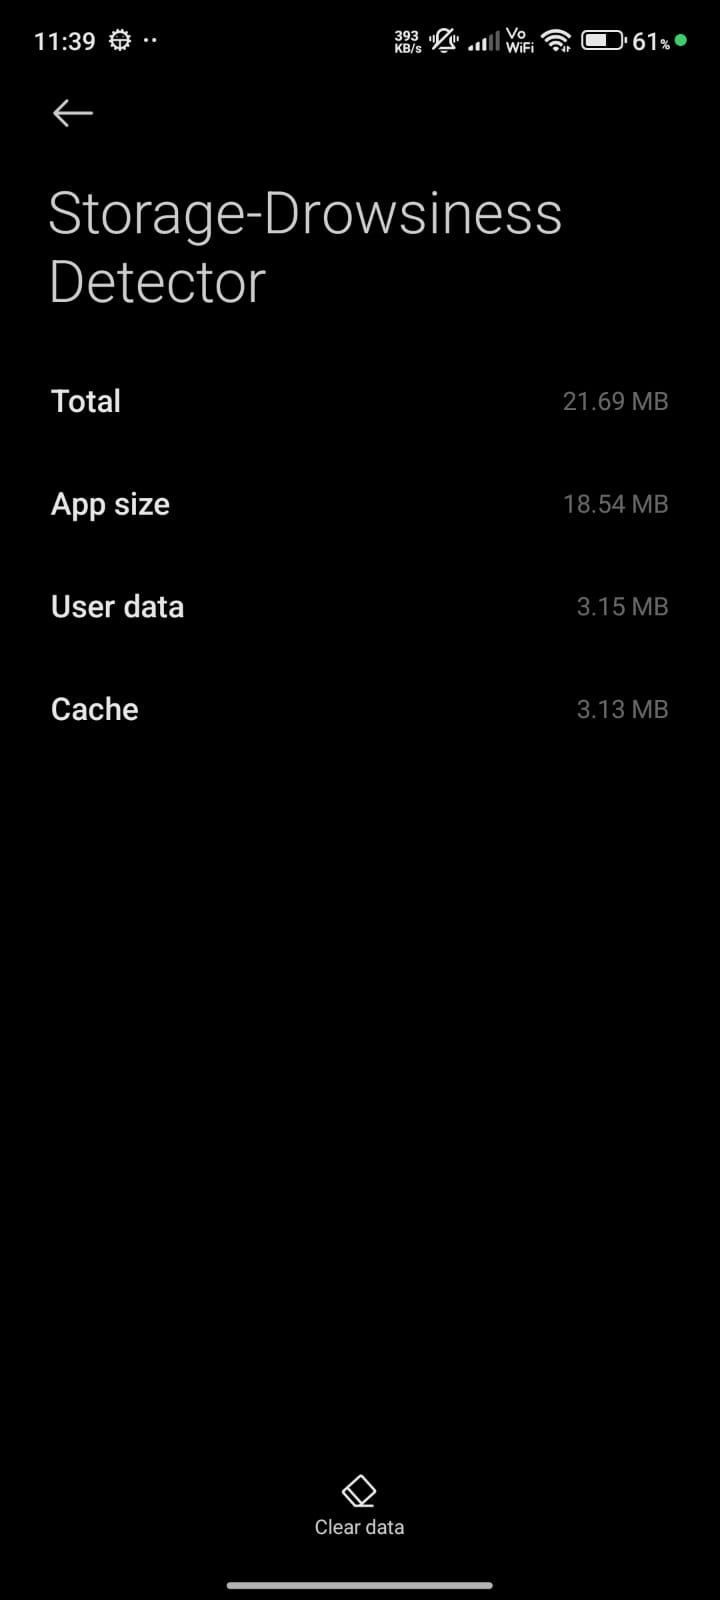 11:39
393 KB/s
Vo WiFi
61%
Storage-Drowsiness
Detector
Total 21.69 MB
App size 18.54 MB
User data 3.15 MB
Cache 3.13 MB
Clear data